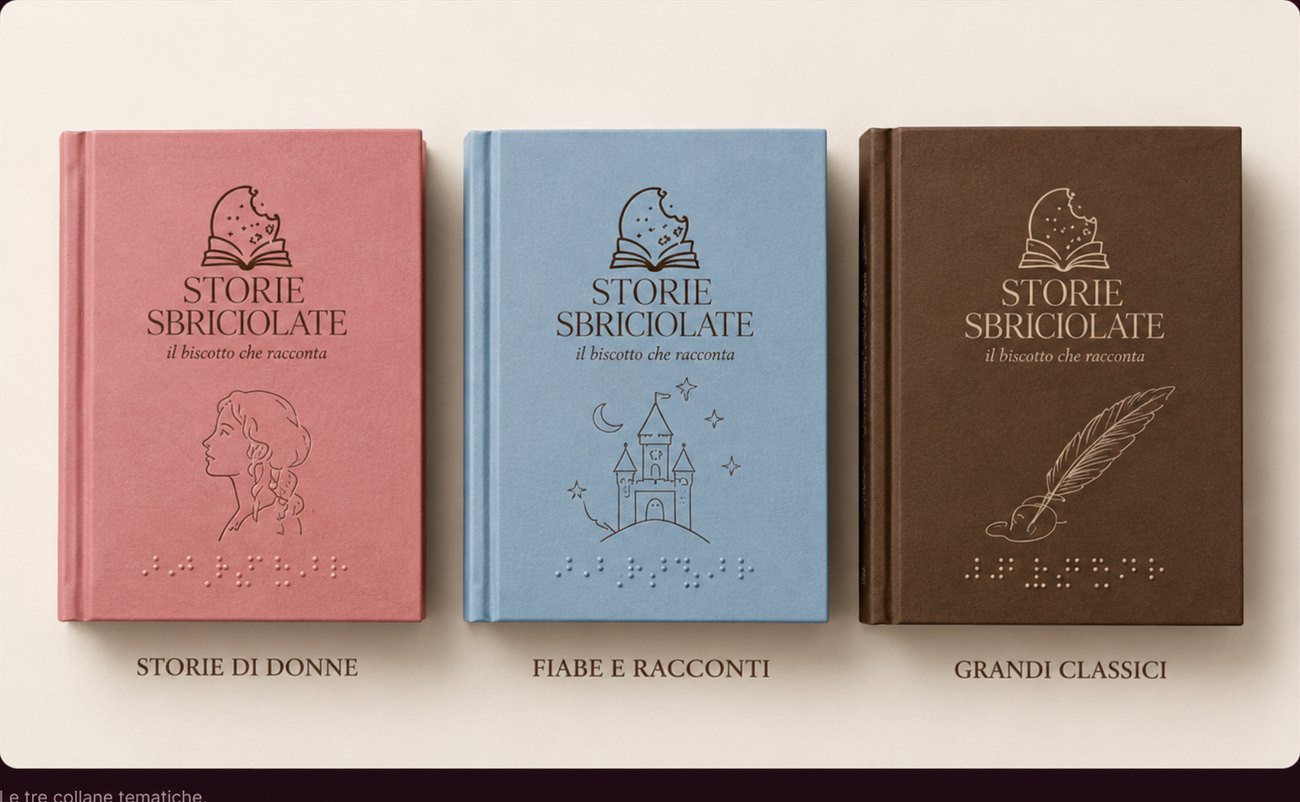 STORIE
SBRICIOLATE
il biscotto che racconta
STORIE DI DONNE
STORIE
SBRICIOLATE
il biscotto che racconta
FIABE E RACCONTI
STORIE
SBRICIOLATE
il biscotto che racconta
GRANDI CLASSICI
Le tre collane tematiche.